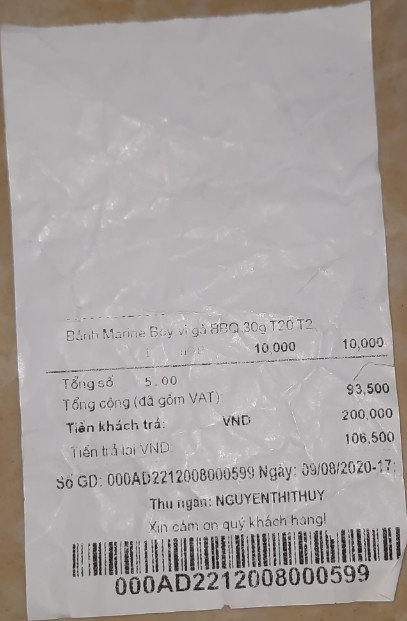 Bánh Marine Boy vị gà BBQ 30g T20 T2
1 10,000 10,000
Tổng số 5.00
Tổng cộng (đã gồm VAT) 93,500
Tiền khách trả: VND 200,000
Tiền trả lại VND 106,500
Số GD: 000AD2212008000599 Ngày: 09/08/2020-17:
Thu ngân: NGUYENTHITHUY
Xin cảm ơn quý khách hàng!
000AD2212008000599